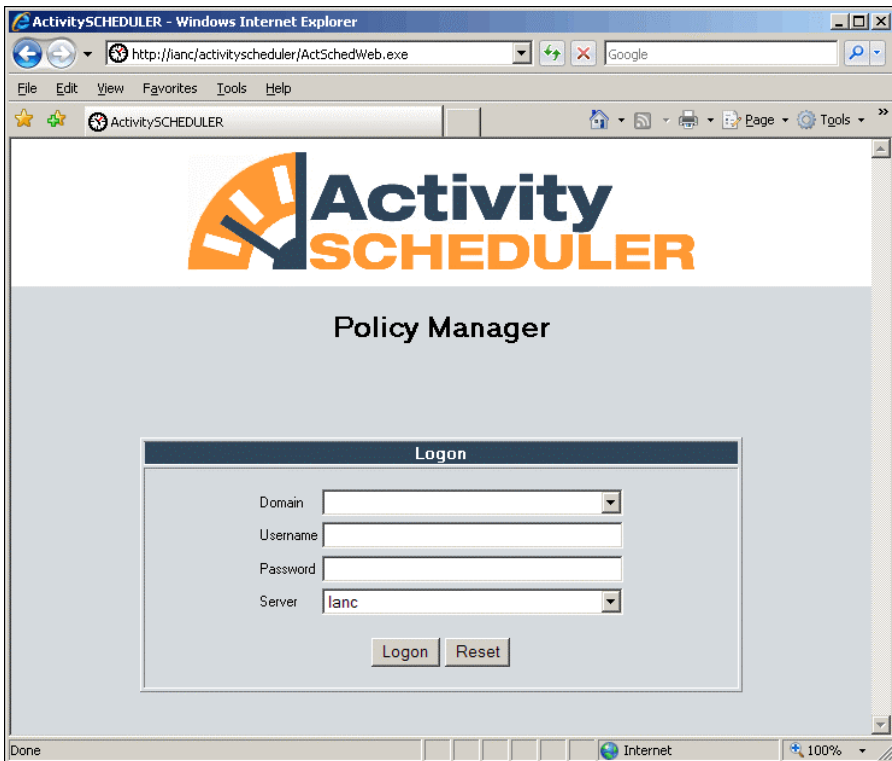 ActivitySCHEDULER - Windows Internet Explorer
http://ianc/activityscheduler/ActSchedWeb.exe
Google
File Edit View Favorites Tools Help
ActivitySCHEDULER
Page Tools »
Activity
SCHEDULER
Policy Manager
Logon
Domain
Username
Password
Server Ianc
Logon Reset
Done Internet 100%